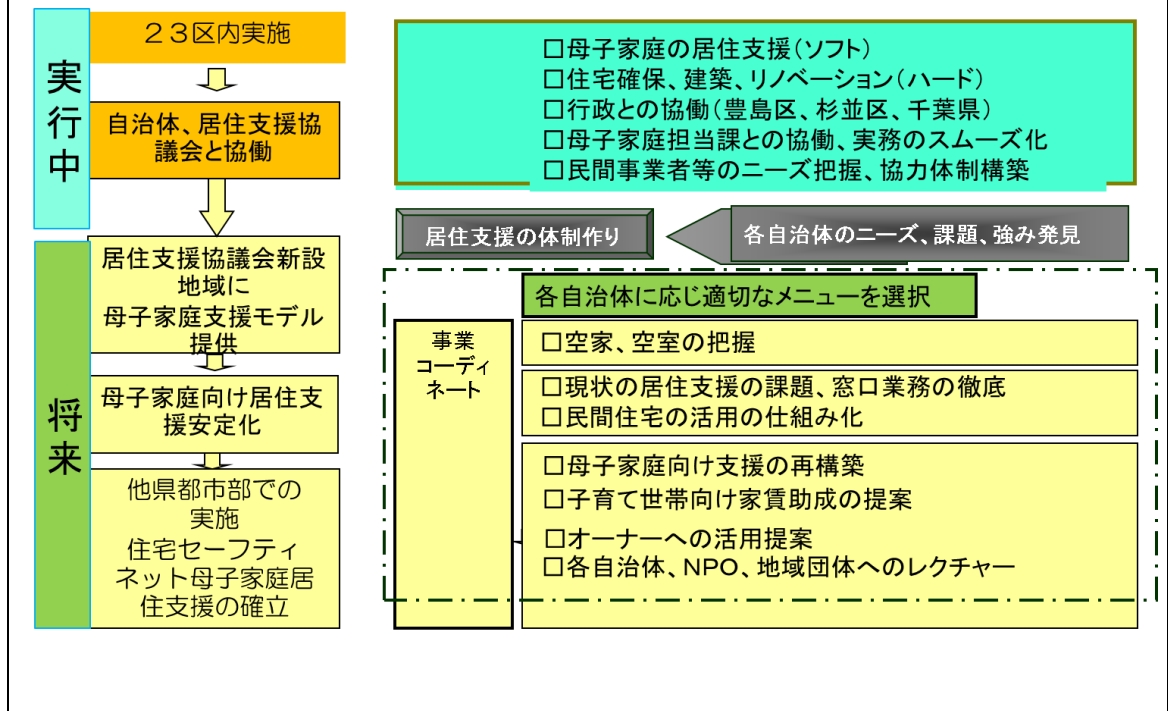 実行中
２３区内実施
自治体、居住支援協
議会と協働
将来
居住支援協議会新設
地域に
母子家庭支援モデル
提供
母子家庭向け居住支
援安定化
他県都市部での
実施
住宅セーフティ
ネット母子家庭居
住支援の確立
□母子家庭の居住支援（ソフト）
□住宅確保、建築、リノベーション（ハード）
□行政との協働（豊島区、杉並区、千葉県）
□母子家庭担当課との協働、実務のスムーズ化
□民間事業者等のニーズ把握、協力体制構築
居住支援の体制作り
各自治体のニーズ、課題、強み発見
各自治体に応じ適切なメニューを選択
事業
コーディ
ネート
□空家、空室の把握
□現状の居住支援の課題、窓口業務の徹底
□民間住宅の活用の仕組み化
□母子家庭向け支援の再構築
□子育て世帯向け家賃助成の提案
□オーナーへの活用提案
□各自治体、NPO、地域団体へのレクチャー